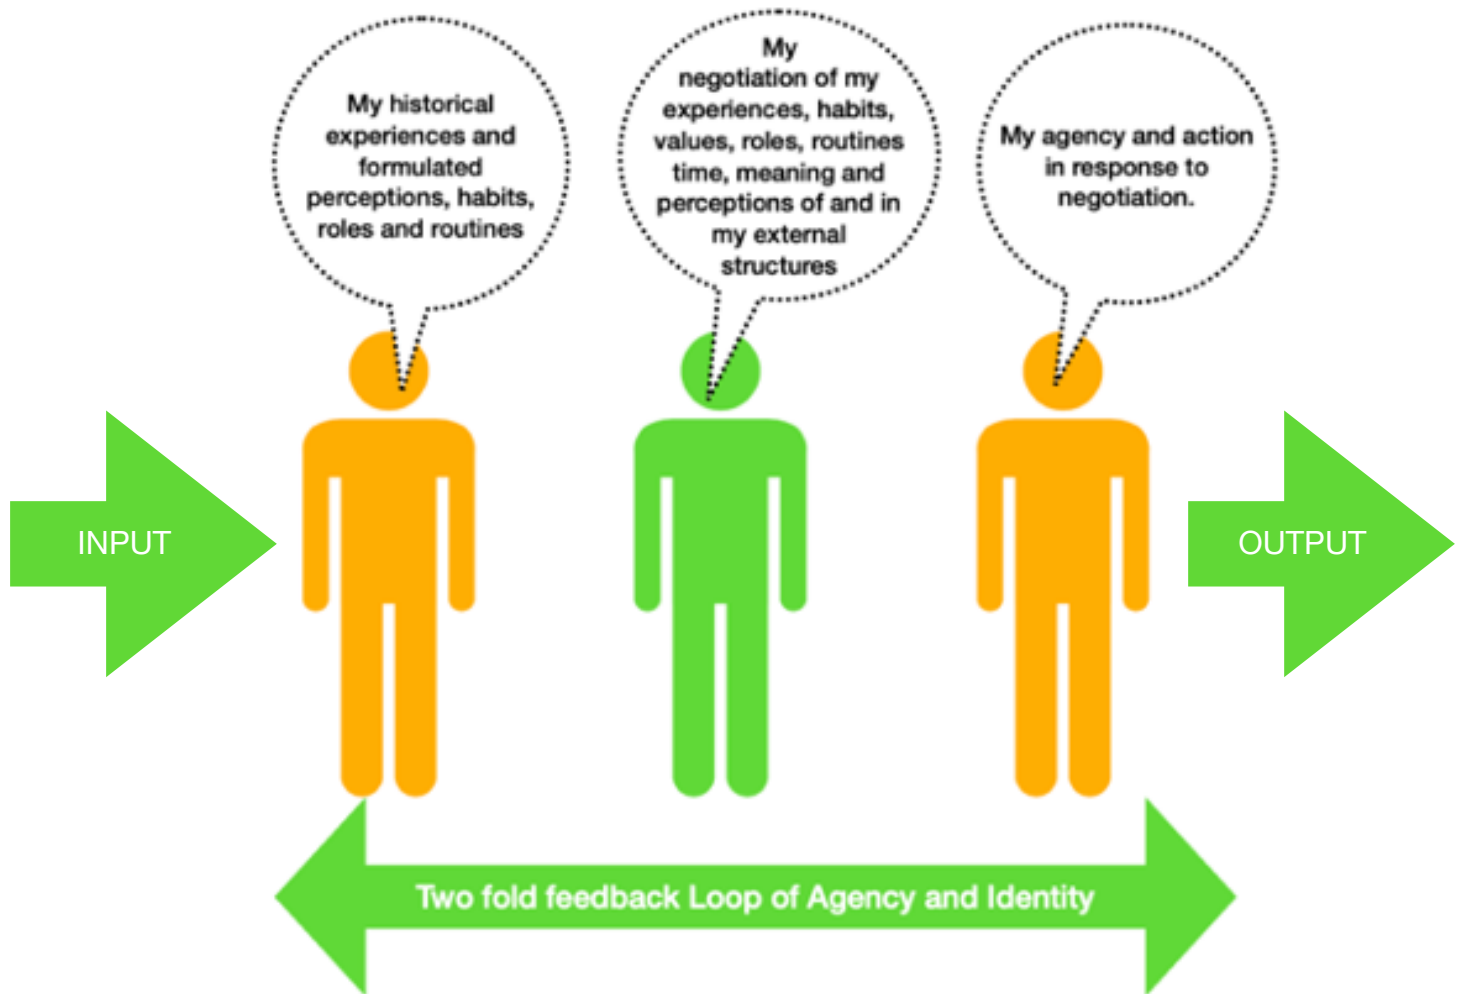 My historical
experiences and
formulated
perceptions, habits,
roles and routines
My
negotiation of my
experiences, habits,
values, roles, routines
time, meaning and
perceptions of and in
my external
structures
My agency and action
in response to
negotiation.
INPUT
OUTPUT
Two fold feedback Loop of Agency and Identity